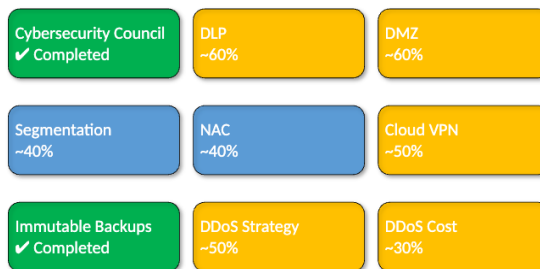 Cybersecurity Council
✔ Completed
DLP
~60%
DMZ
~60%
Segmentation
~40%
NAC
~40%
Cloud VPN
~50%
Immutable Backups
✔ Completed
DDoS Strategy
~50%
DDoS Cost
~30%